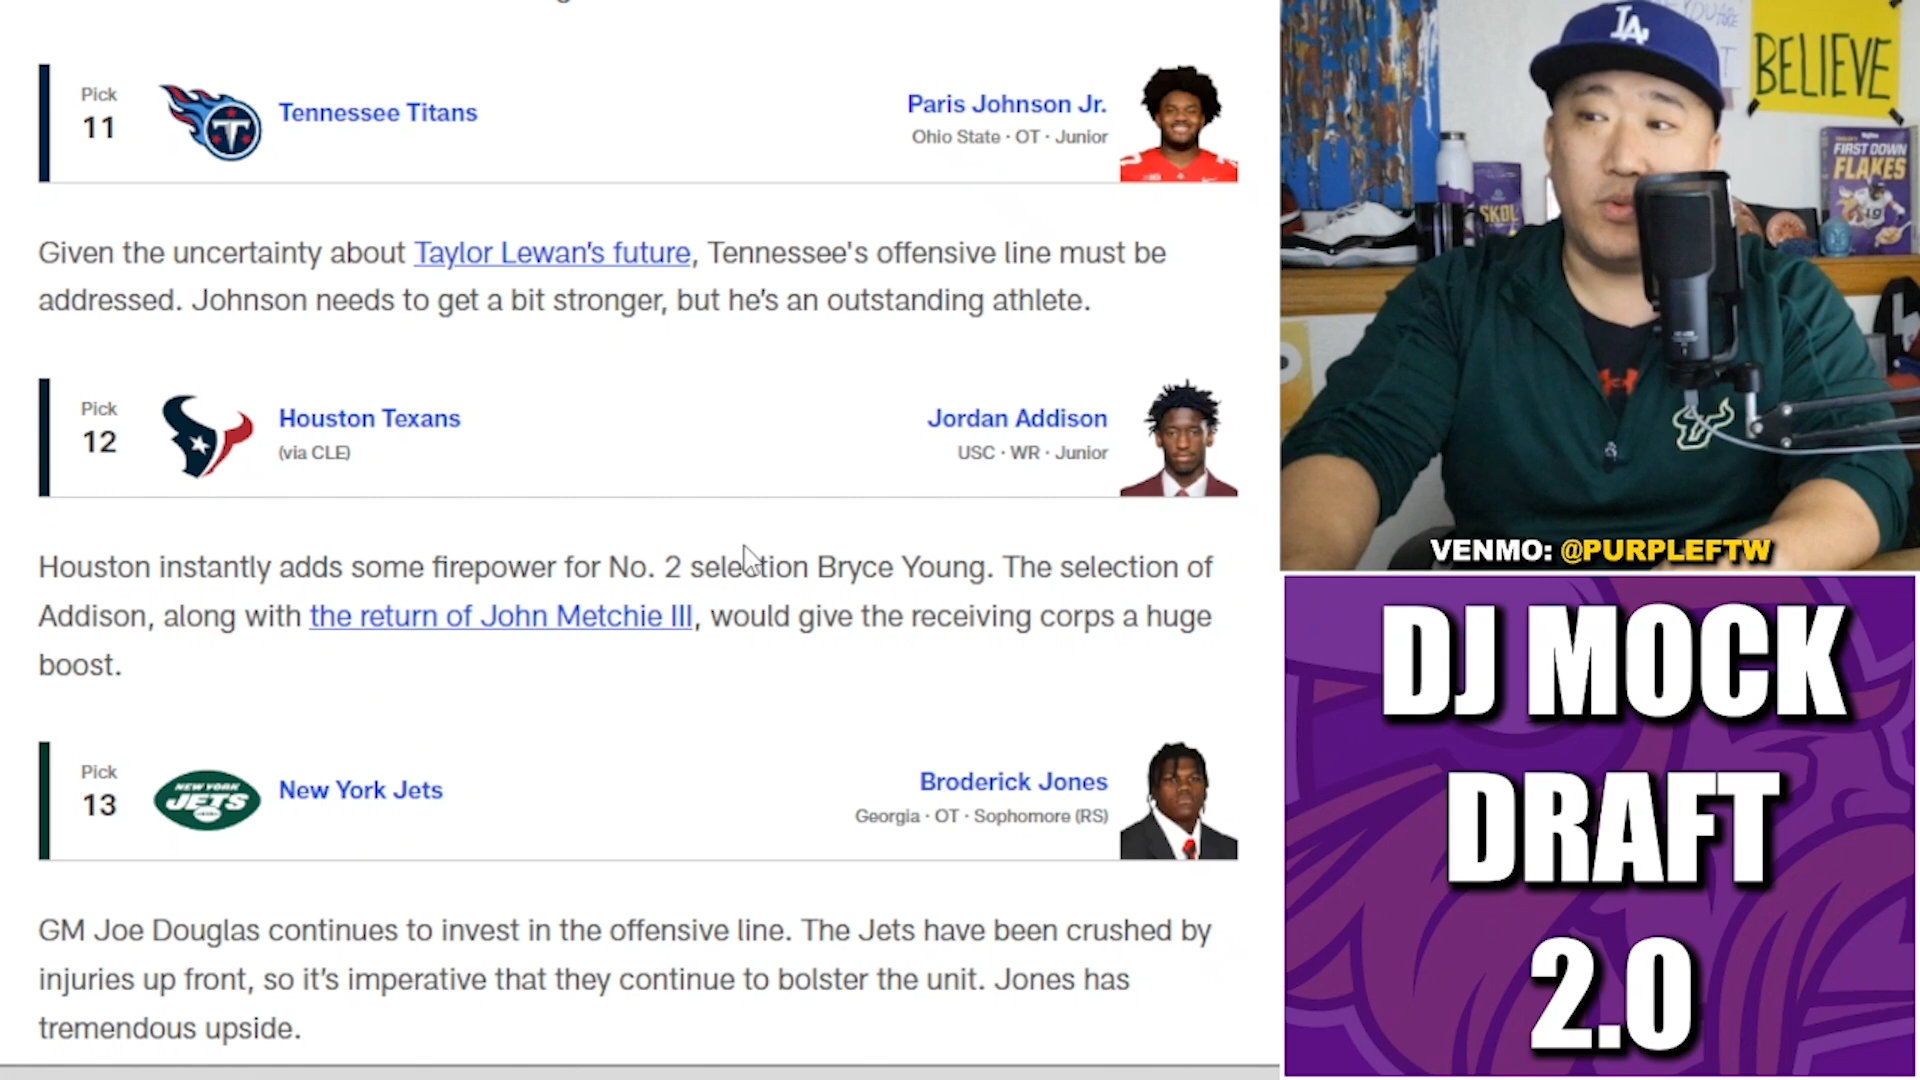 Pick
11
Tennessee Titans
Paris Johnson Jr.
Ohio State · OT · Junior
Given the uncertainty about Taylor Lewan's future, Tennessee's offensive line must be
addressed. Johnson needs to get a bit stronger, but he's an outstanding athlete.
Pick
12
Houston Texans
(via CLE)
Jordan Addison
USC · WR · Junior
Houston instantly adds some firepower for No. 2 selection Bryce Young. The selection of
Addison, along with the return of John Metchie III, would give the receiving corps a huge
boost.
Pick
13
NEW YORK
JETS
New York Jets
Broderick Jones
Georgia · OT · Sophomore (RS)
GM Joe Douglas continues to invest in the offensive line. The Jets have been crushed by
injuries up front, so it's imperative that they continue to bolster the unit. Jones has
tremendous upside.
LA
BELIEVE
FIRST DOWN
FLAKES
19
SKOL
VENMO: @PURPLEFTW
DJ MOCK
DRAFT
2.0